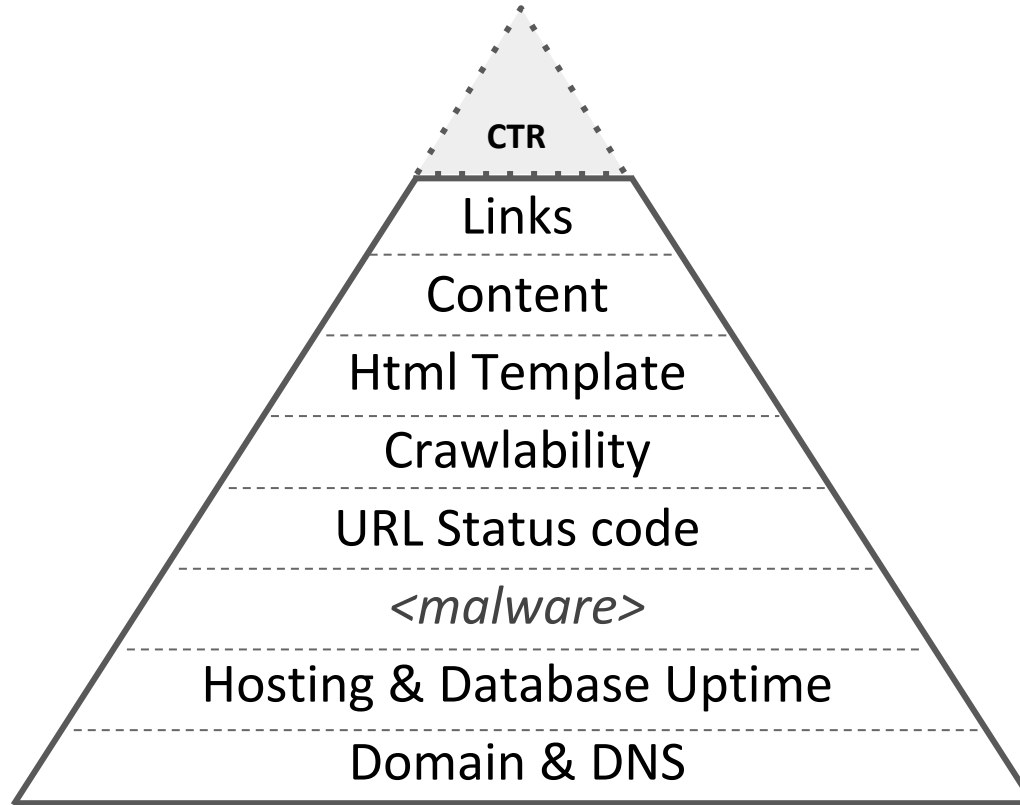 CTR
Links
Content
Html Template
Crawlability
URL Status code
<malware>
Hosting & Database Uptime
Domain & DNS